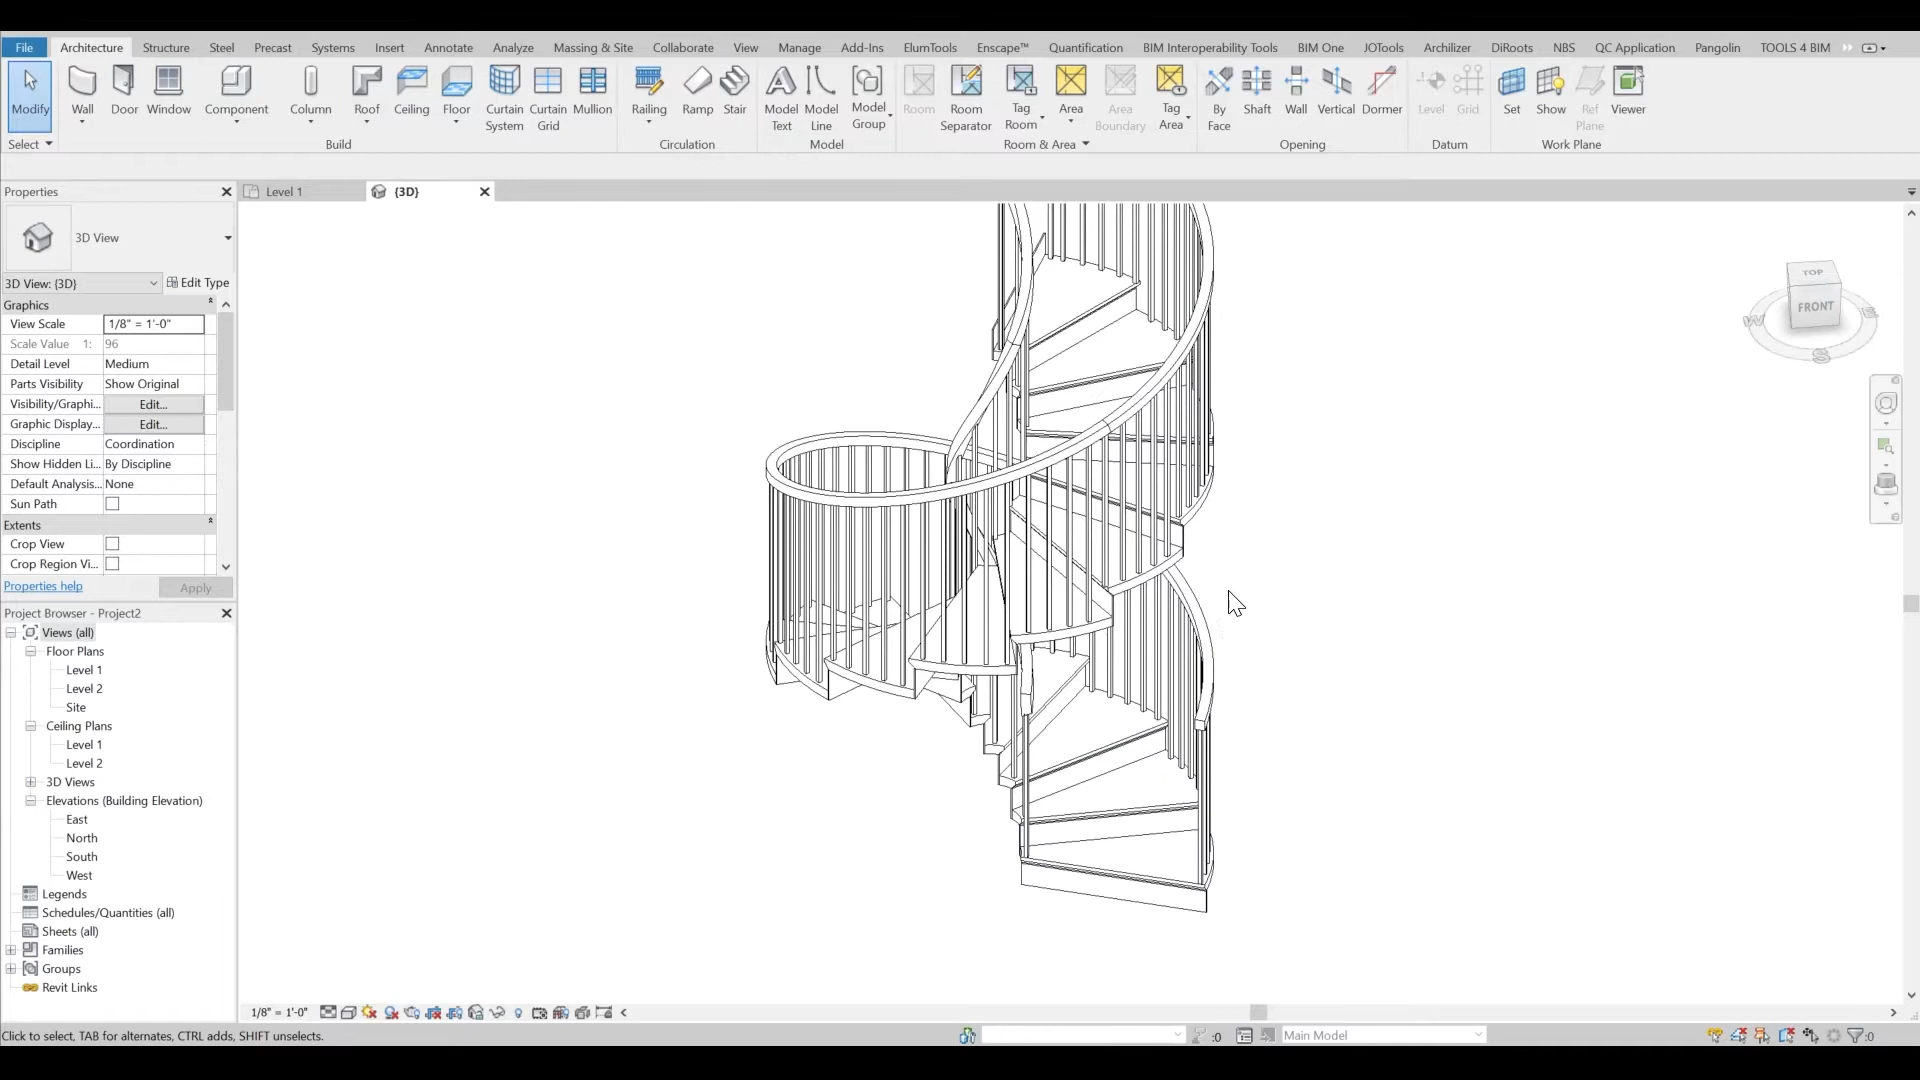 File Architecture Structure Steel Precast Systems Insert Annotate Analyze Massing & Site Collaborate View Manage Add-Ins ElumTools Enscape™ Quantification BIM Interoperability Tools BIM One JOTools Archilizer DiRoots NBS QC Application Pangolin TOOLS 4 BIM
Modify Wall Door Window Component Column Roof Ceiling Floor Curtain System Curtain Grid Mullion Railing Ramp Stair Model Text Model Line Model Group Room Room Separator Tag Room Area Area Boundary Tag Area By Face Shaft Wall Vertical Dormer Level Grid Set Show Ref Plane Viewer
Select Build Circulation Model Room & Area Opening Datum Work Plane
Properties
Level 1 {3D}
3D View
3D View: {3D} Edit Type
Graphics
View Scale 1/8" = 1'-0"
Scale Value 1: 96
Detail Level Medium
Parts Visibility Show Original
Visibility/Graphi... Edit...
Graphic Display... Edit...
Discipline Coordination
Show Hidden Li... By Discipline
Default Analysis... None
Sun Path
Extents
Crop View
Crop Region Vi...
Properties help Apply
Project Browser - Project2
Views (all)
Floor Plans
Level 1
Level 2
Site
Ceiling Plans
Level 1
Level 2
3D Views
Elevations (Building Elevation)
East
North
South
West
Legends
Schedules/Quantities (all)
Sheets (all)
Families
Groups
Revit Links
TOP
FRONT
W
S
E
1/8" = 1'-0"
Click to select, TAB for alternates, CTRL adds, SHIFT unselects.
:0
Main Model
:0